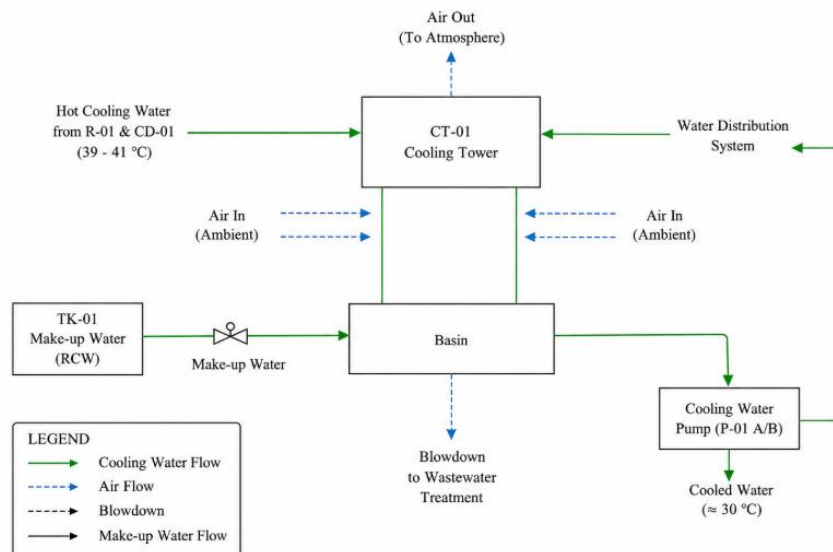 Air Out
(To Atmosphere)
Hot Cooling Water
from R-01 & CD-01
(39 - 41 °C)
CT-01
Cooling Tower
Water Distribution
System
Air In
(Ambient)
Air In
(Ambient)
TK-01
Make-up Water
(RCW)
Make-up Water
Basin
Cooling Water
Pump (P-01 A/B)
Blowdown
to Wastewater
Treatment
Cooled Water
(≈ 30 °C)
LEGEND
Cooling Water Flow
Air Flow
Blowdown
Make-up Water Flow